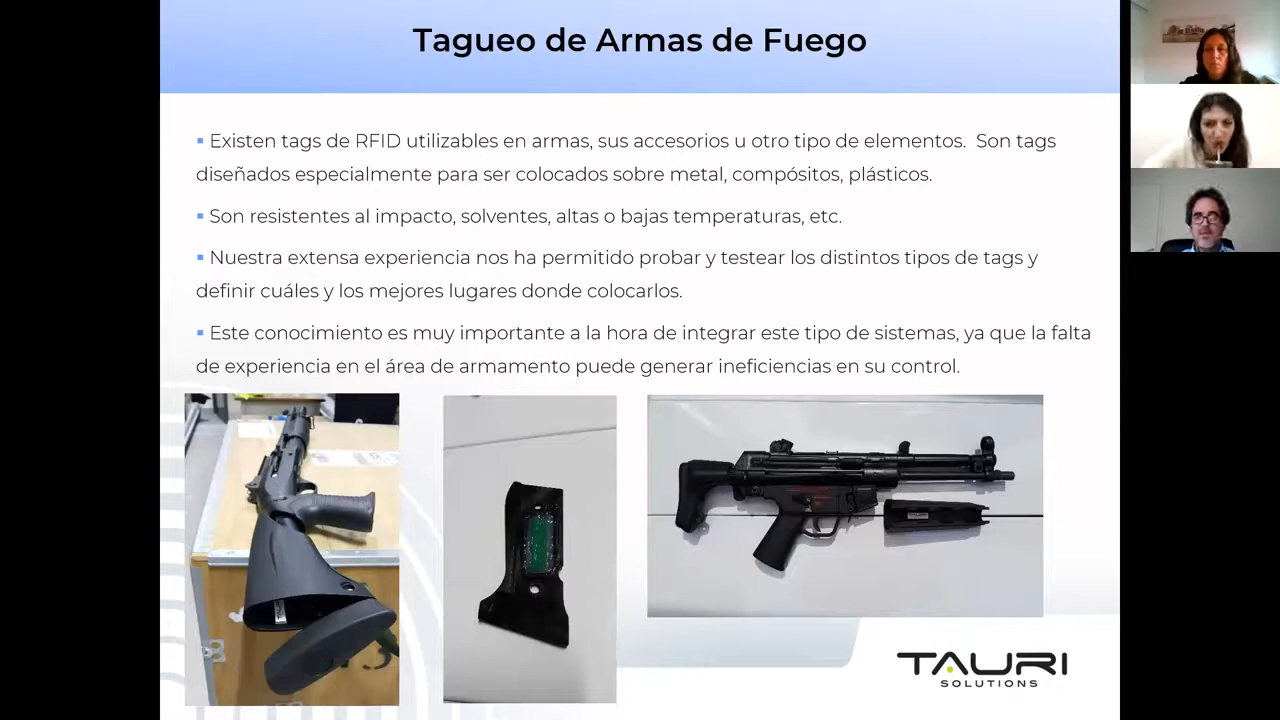 Tagueo de Armas de Fuego
Existen tags de RFID utilizables en armas, sus accesorios u otro tipo de elementos. Son tags
diseñados especialmente para ser colocados sobre metal, compósitos, plásticos.
Son resistentes al impacto, solventes, altas o bajas temperaturas, etc.
Nuestra extensa experiencia nos ha permitido probar y testear los distintos tipos de tags y
definir cuáles y los mejores lugares donde colocarlos.
Este conocimiento es muy importante a la hora de integrar este tipo de sistemas, ya que la falta
de experiencia en el área de armamento puede generar ineficiencias en su control.
TAURI
SOLUTIONS